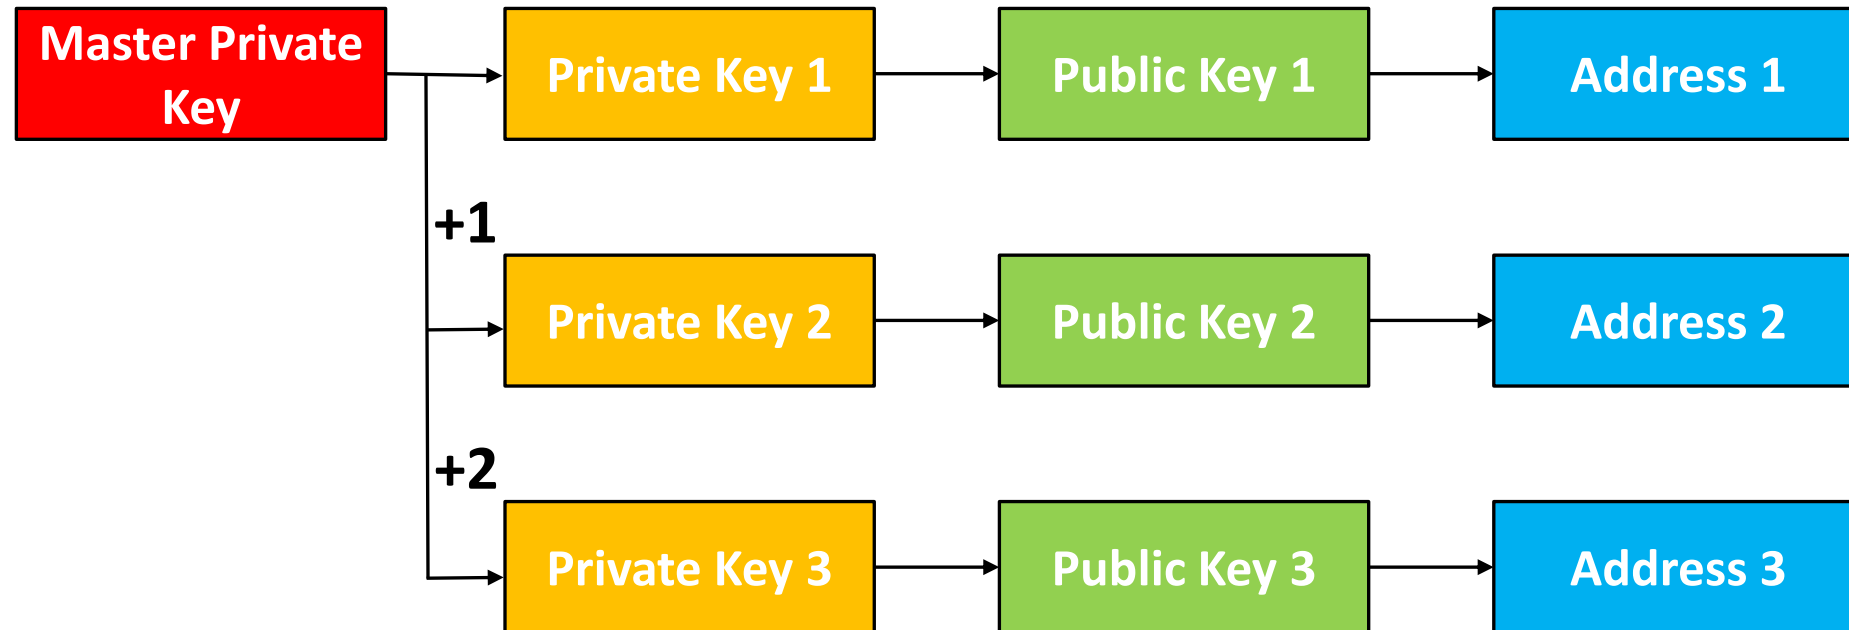 Master Private
Key
Private Key 1
Public Key 1
Address 1
+1
Private Key 2
Public Key 2
Address 2
+2
Private Key 3
Public Key 3
Address 3